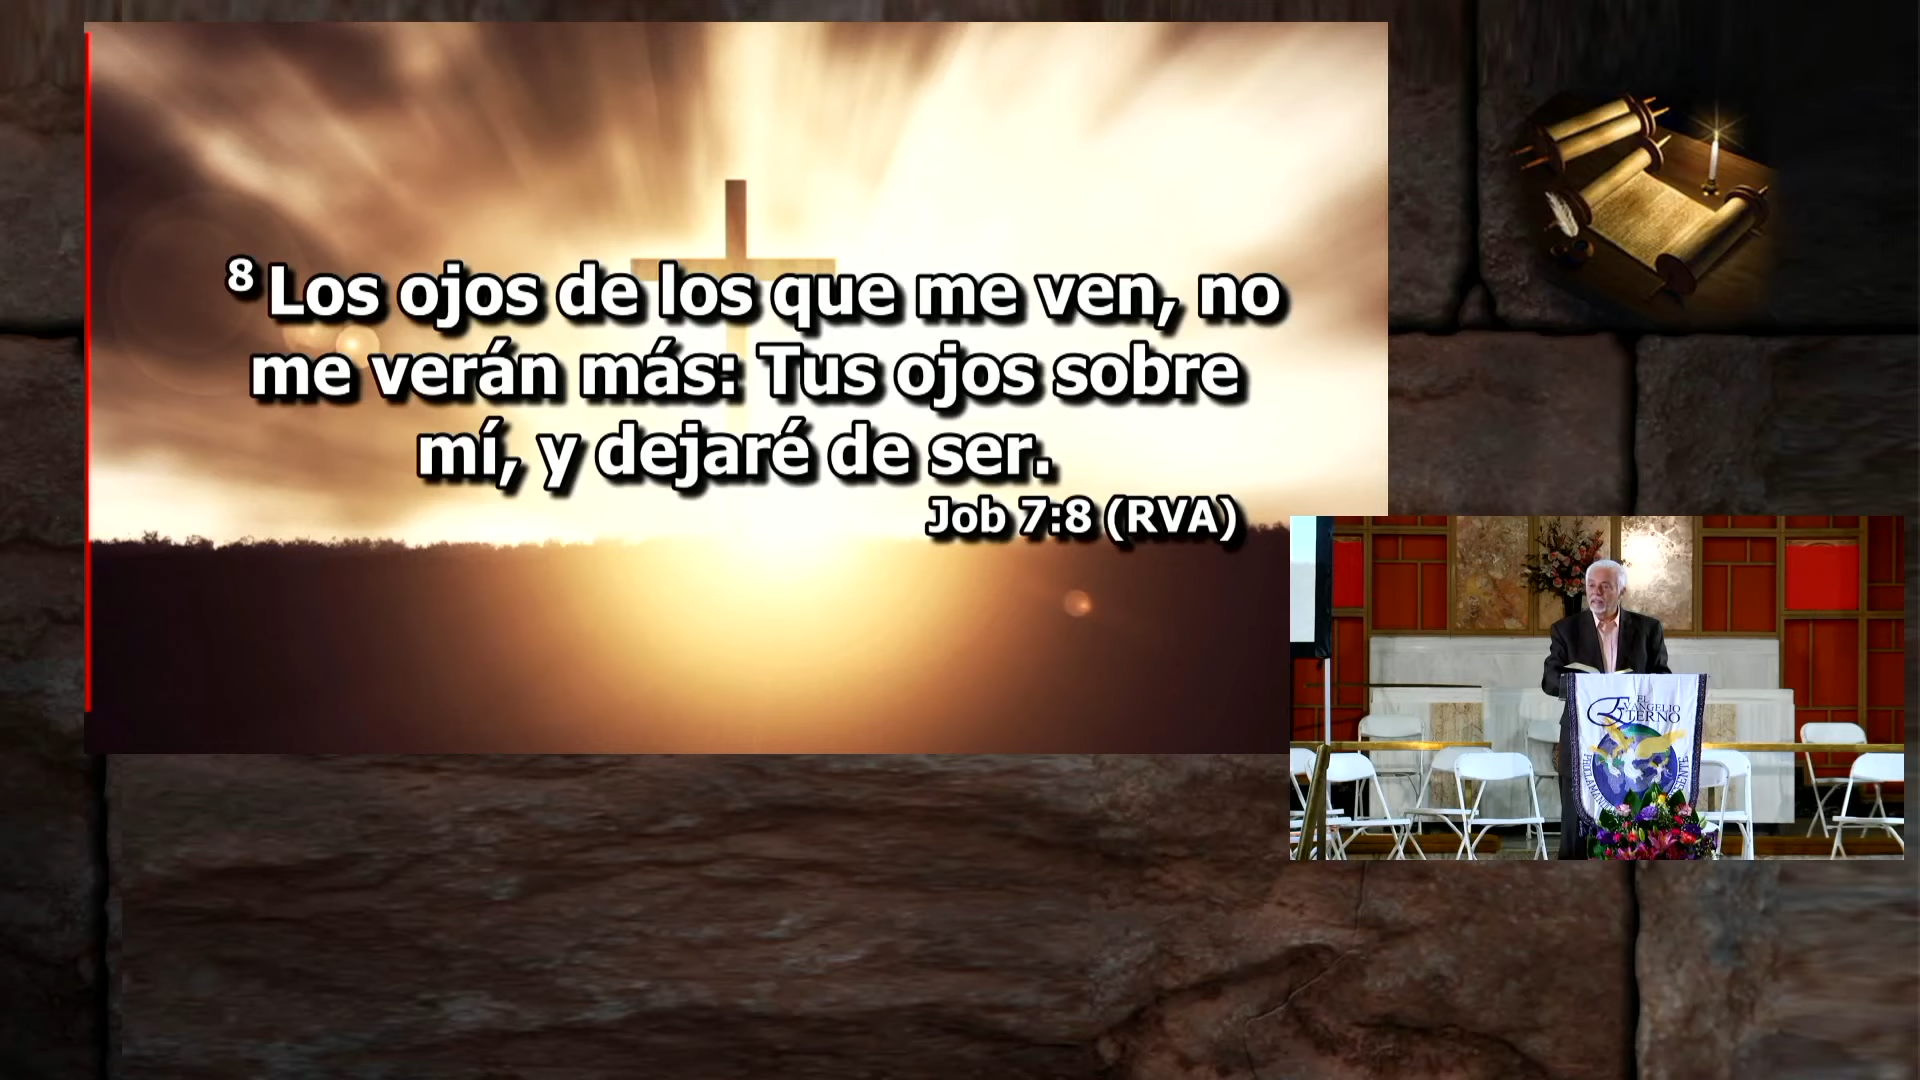 8 Los ojos de los que me ven, no
me verán más: Tus ojos sobre
mí, y dejaré de ser.
Job 7:8 (RVA)
EL
EVANGELIO
ETERNO